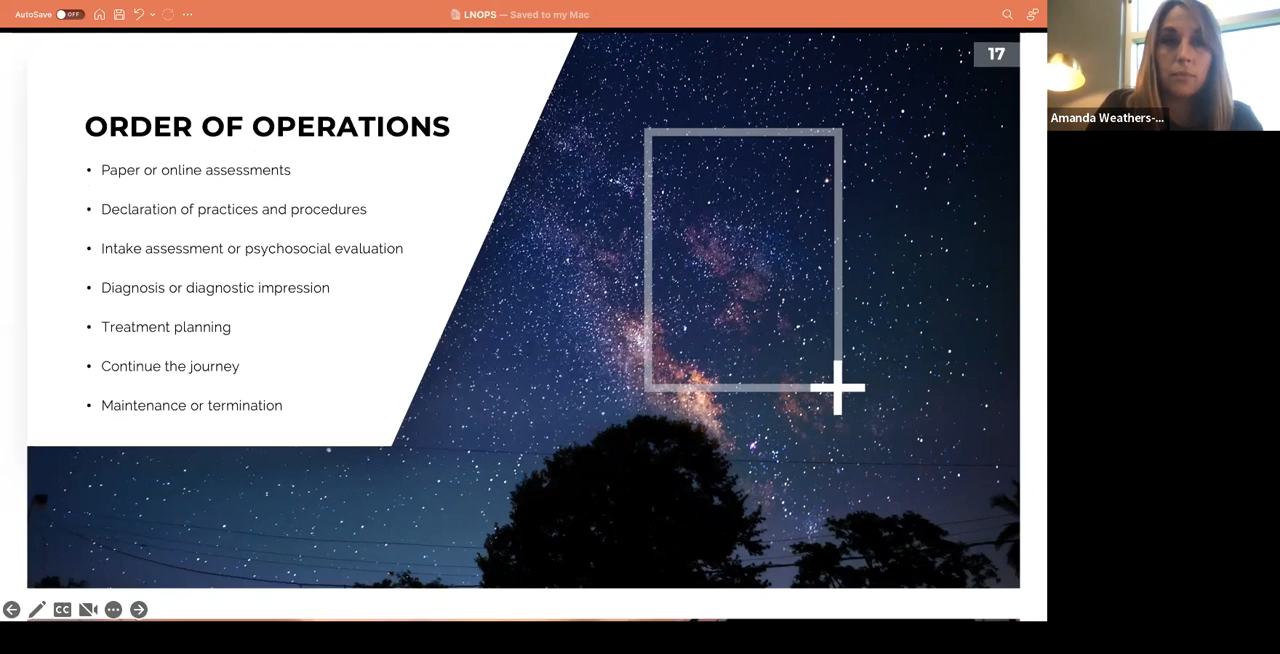 AutoSave OFF
LNOPS — Saved to my Mac
17
ORDER OF OPERATIONS
• Paper or online assessments
• Declaration of practices and procedures
• Intake assessment or psychosocial evaluation
• Diagnosis or diagnostic impression
• Treatment planning
• Continue the journey
• Maintenance or termination
Amanda Weathers-...
CC